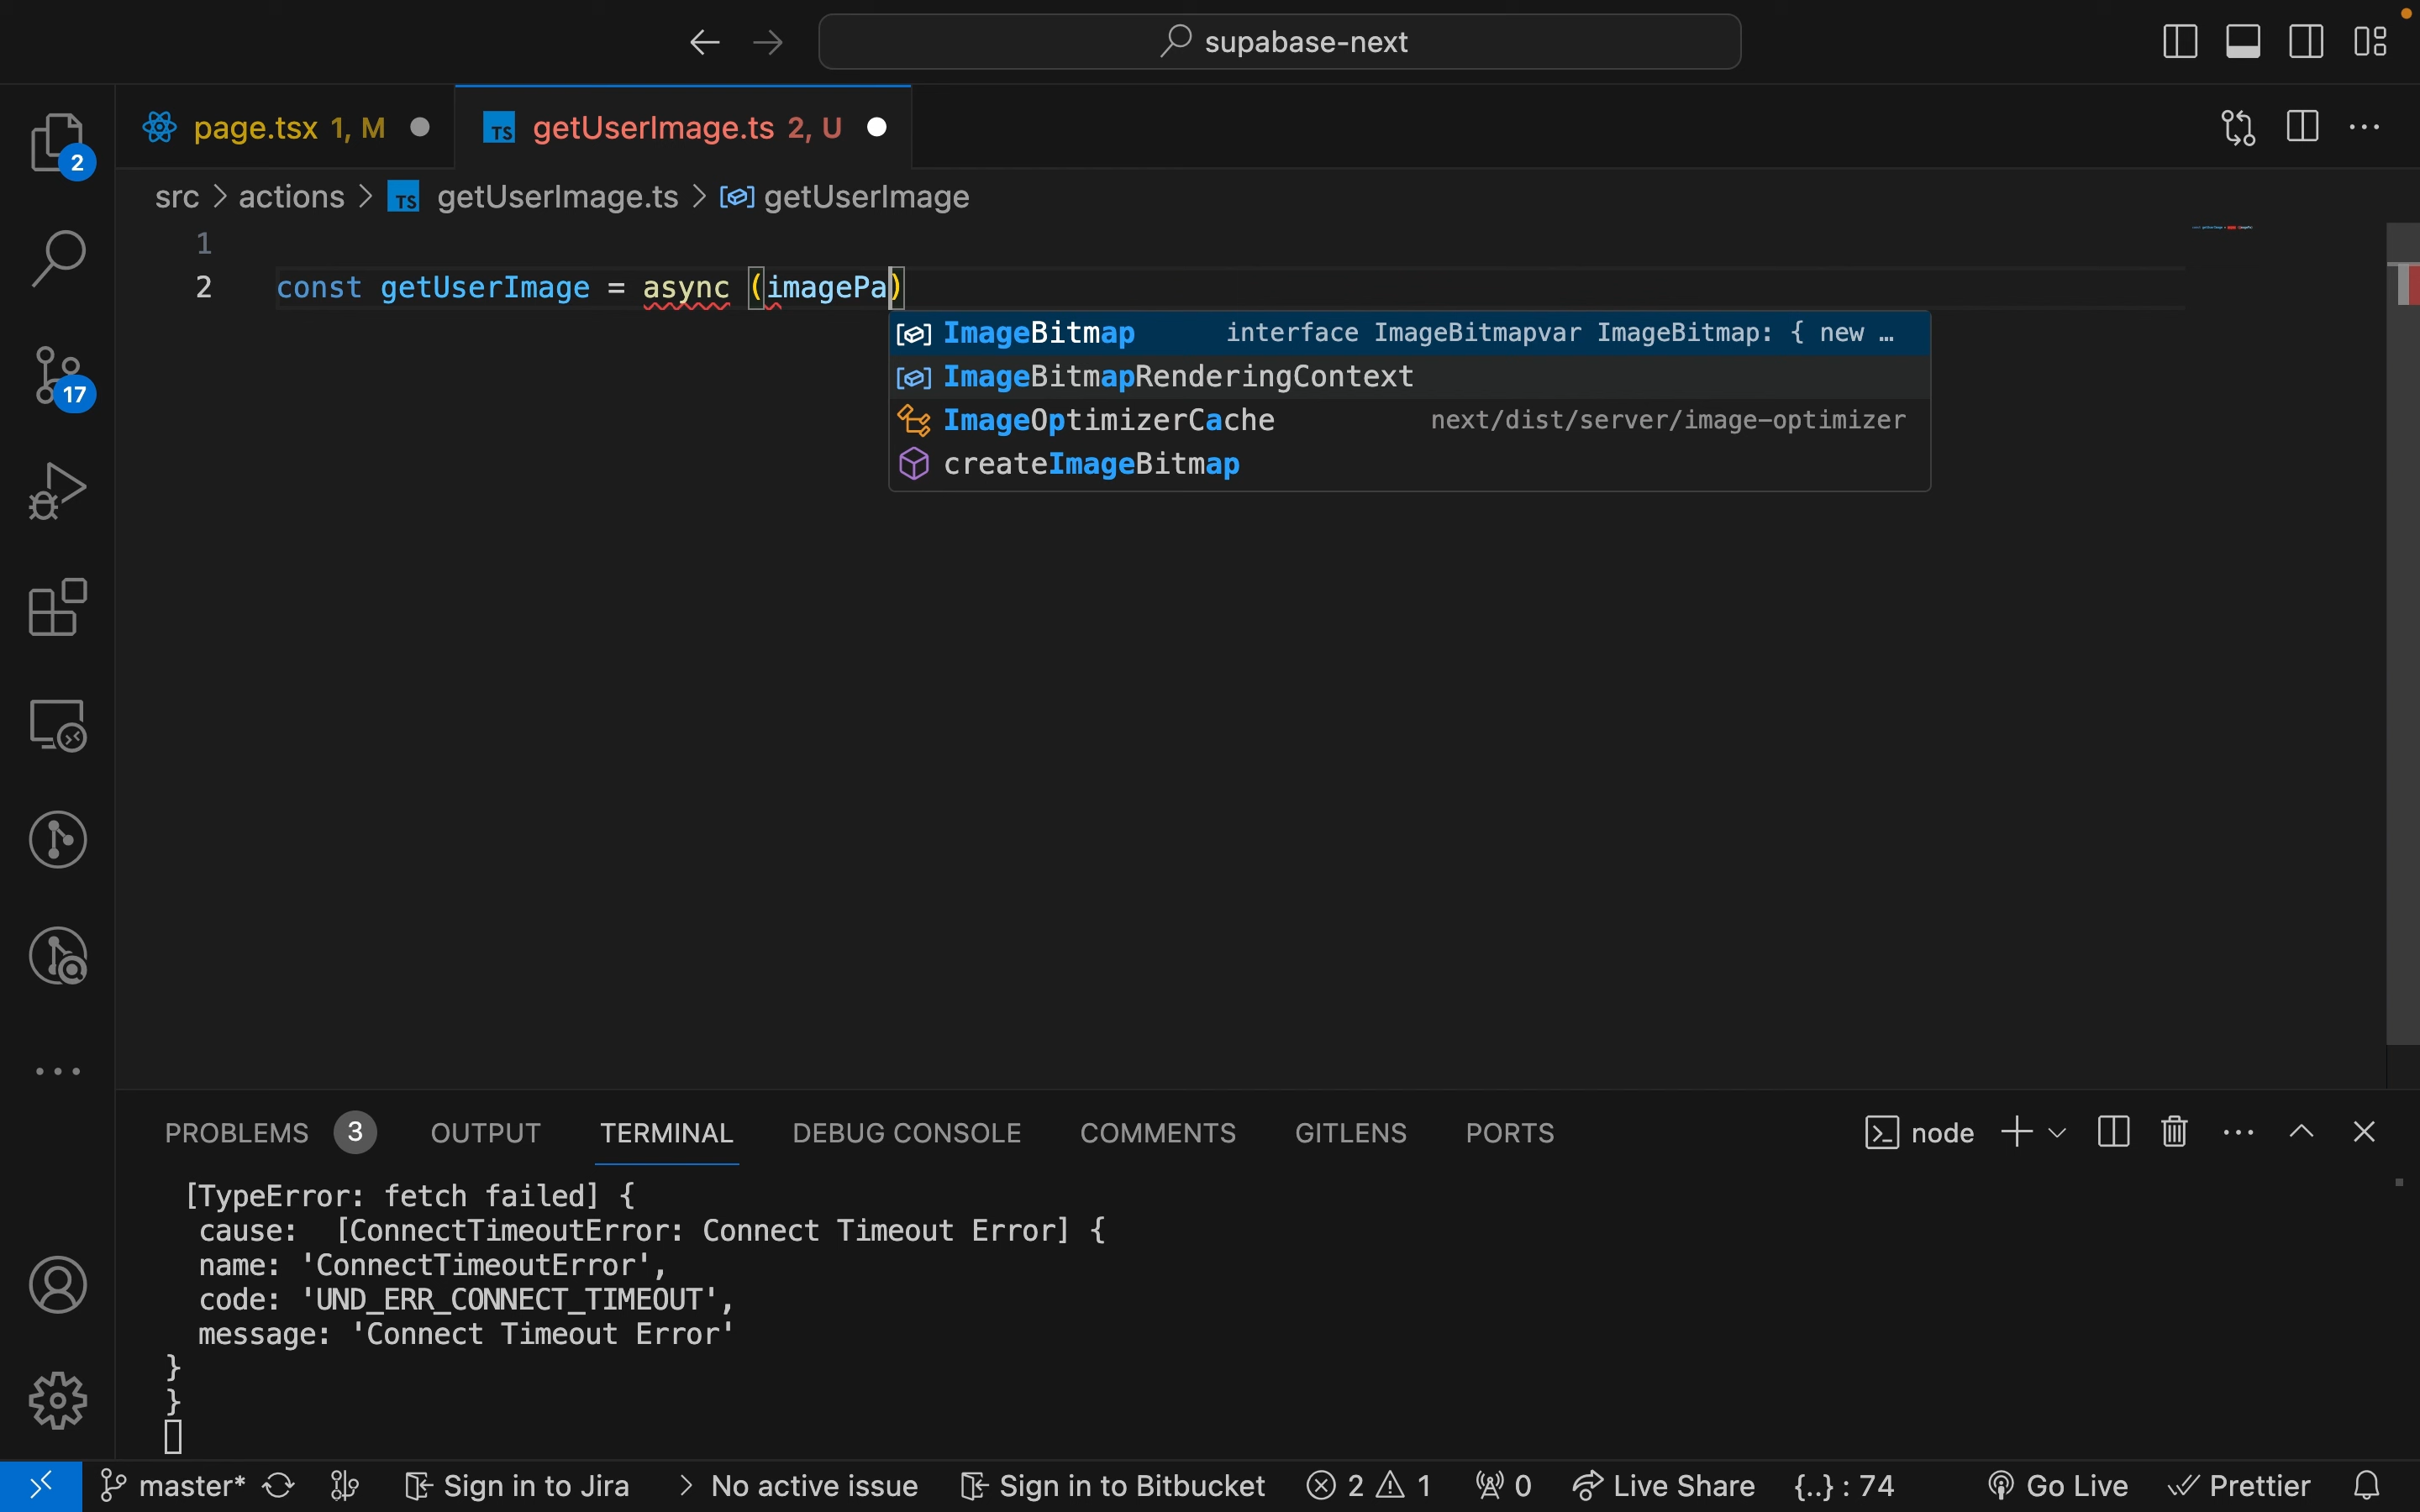 supabase-next
page.tsx 1, M
getUserImage.ts 2, U
2
src > actions > TS getUserImage.ts > getUserImage
1
2 const getUserImage = async (imagePa)
ImageBitmap interface ImageBitmapvar ImageBitmap: { new …
ImageBitmapRenderingContext
ImageOptimizerCache next/dist/server/image-optimizer
createImageBitmap
17
PROBLEMS 3 OUTPUT TERMINAL DEBUG CONSOLE COMMENTS GITLENS PORTS node
[TypeError: fetch failed] {
cause: [ConnectTimeoutError: Connect Timeout Error] {
name: 'ConnectTimeoutError',
code: 'UND_ERR_CONNECT_TIMEOUT',
message: 'Connect Timeout Error'
}
}
master* Sign in to Jira > No active issue Sign in to Bitbucket 2 1 0 Live Share {..} : 74 Go Live Prettier